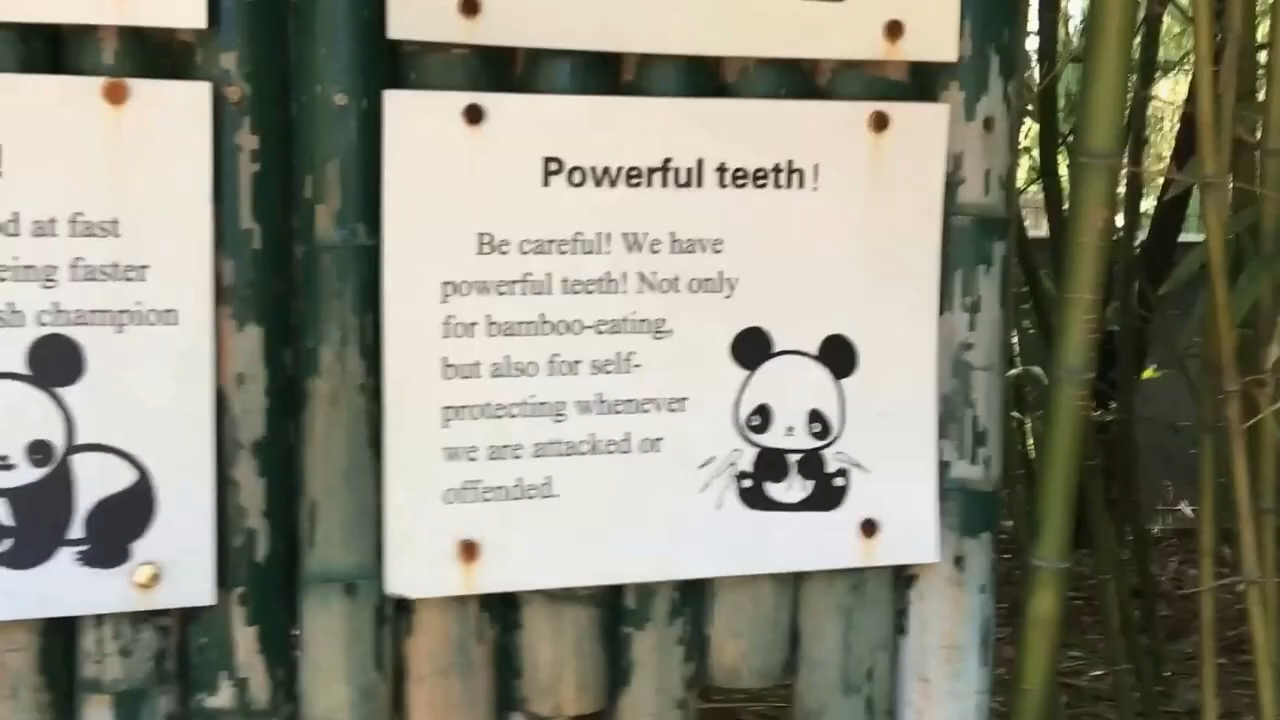 !
d at fast
eing faster
sh champion
Powerful teeth!
Be careful! We have
powerful teeth! Not only
for bamboo-eating,
but also for self-
protecting whenever
we are attacked or
offended.